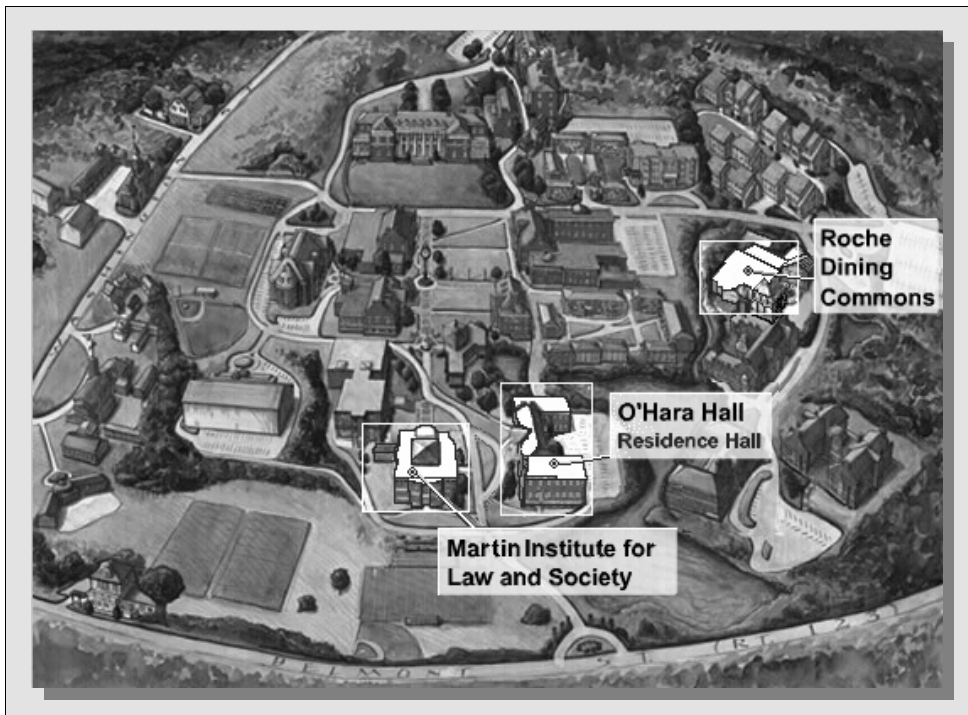 Roche
Dining
Commons
O'Hara Hall
Residence Hall
Martin Institute for
Law and Society